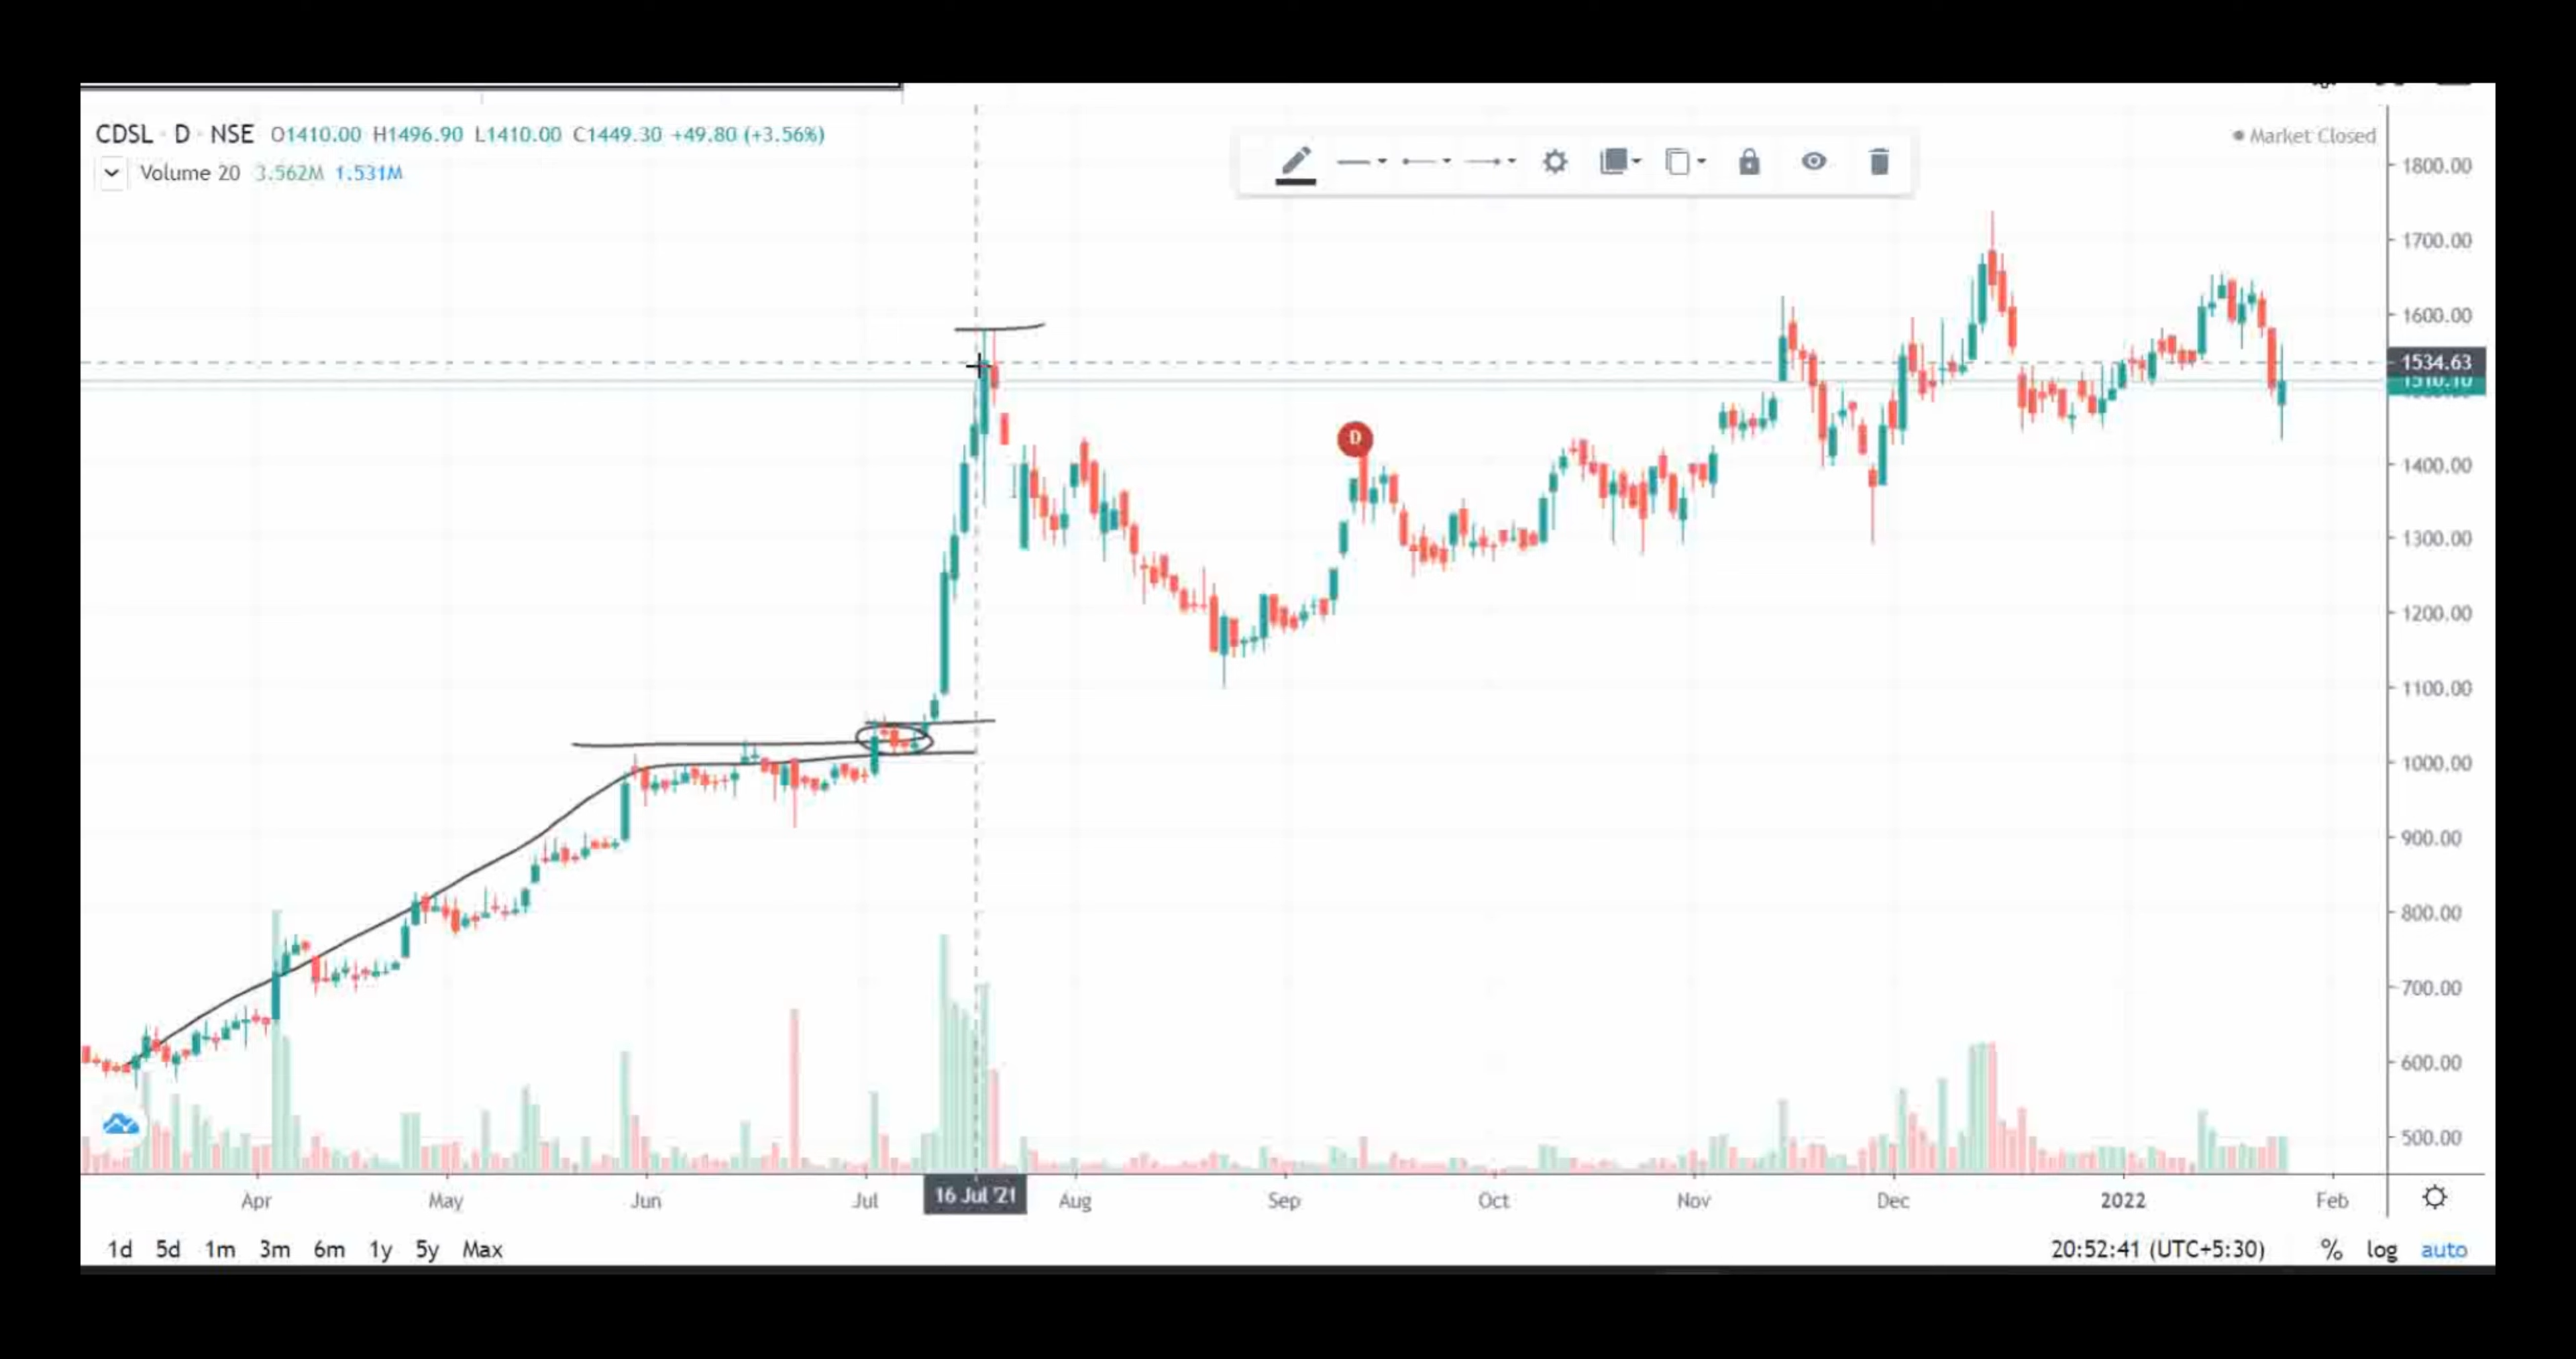 CDSL · D · NSE O1410.00 H1496.90 L1410.00 C1449.30 +49.80 (+3.56%)
Market Closed
Volume 20 3.562M 1.531M
1800.00
1700.00
1600.00
1534.63
1510.10
D
1400.00
1300.00
1200.00
1100.00
1000.00
900.00
800.00
700.00
600.00
500.00
Apr May Jun Jul 16 Jul '21 Aug Sep Oct Nov Dec 2022 Feb
1d 5d 1m 3m 6m 1y 5y Max 20:52:41 (UTC+5:30) % log auto